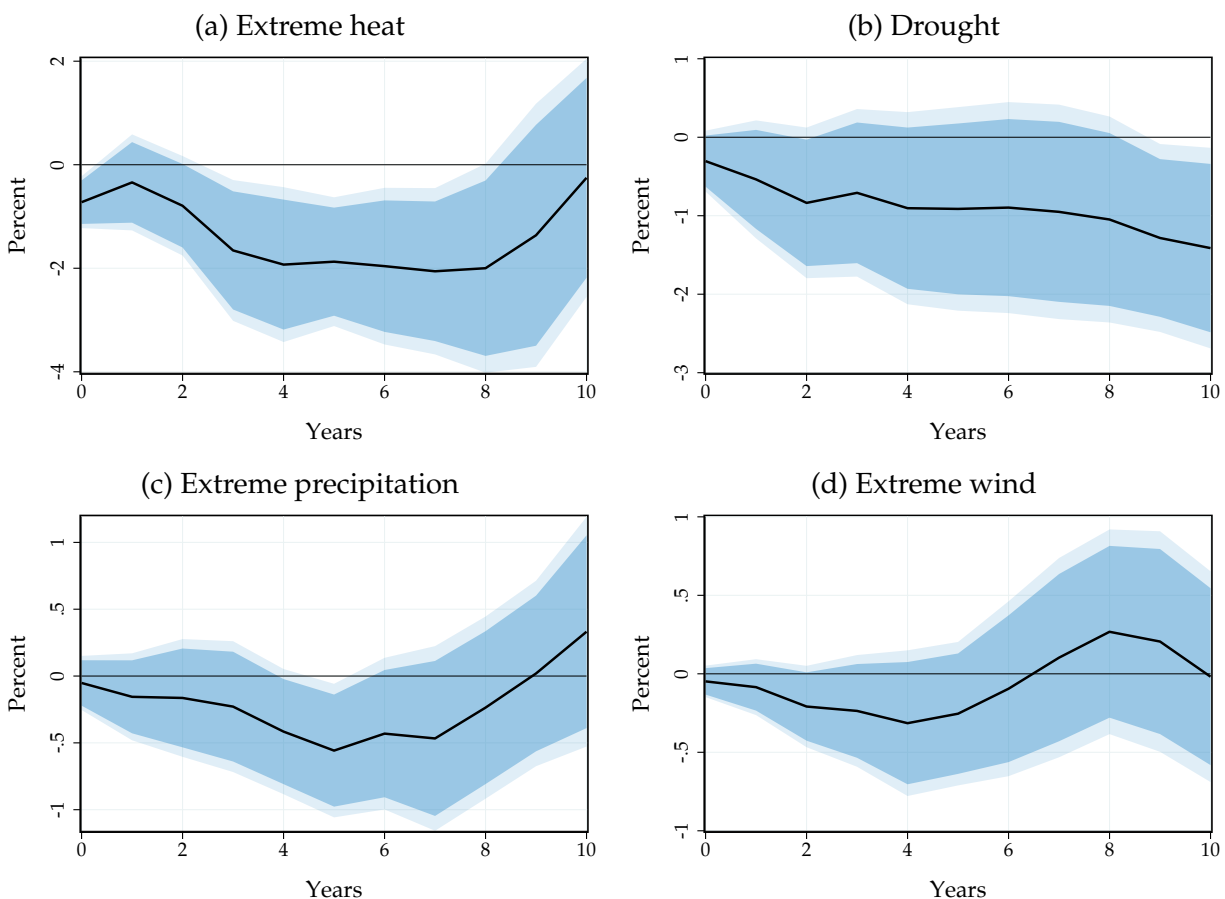 (a) Extreme heat
Percent
2
0
-2
-4
0 2 4 6 8 10
Years
(b) Drought
Percent
1
0
-1
-2
-3
0 2 4 6 8 10
Years
(c) Extreme precipitation
Percent
1
.5
0
-.5
-1
0 2 4 6 8 10
Years
(d) Extreme wind
Percent
1
.5
0
-.5
-1
0 2 4 6 8 10
Years